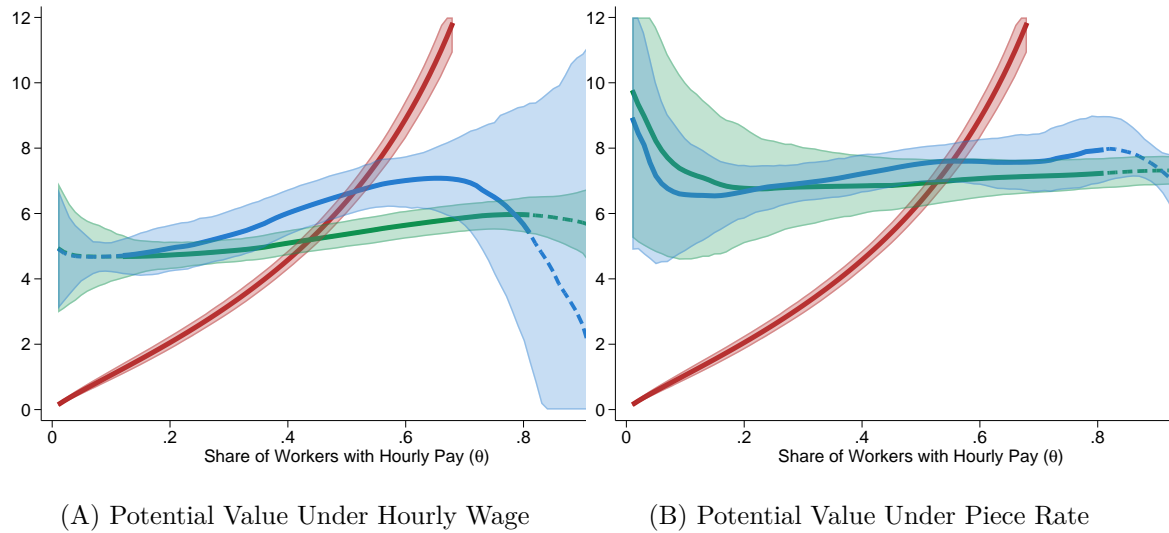 12
10
8
6
4
2
0
0 .2 .4 .6 .8
Share of Workers with Hourly Pay (θ)
(A) Potential Value Under Hourly Wage
12
10
8
6
4
2
0
0 .2 .4 .6 .8
Share of Workers with Hourly Pay (θ)
(B) Potential Value Under Piece Rate